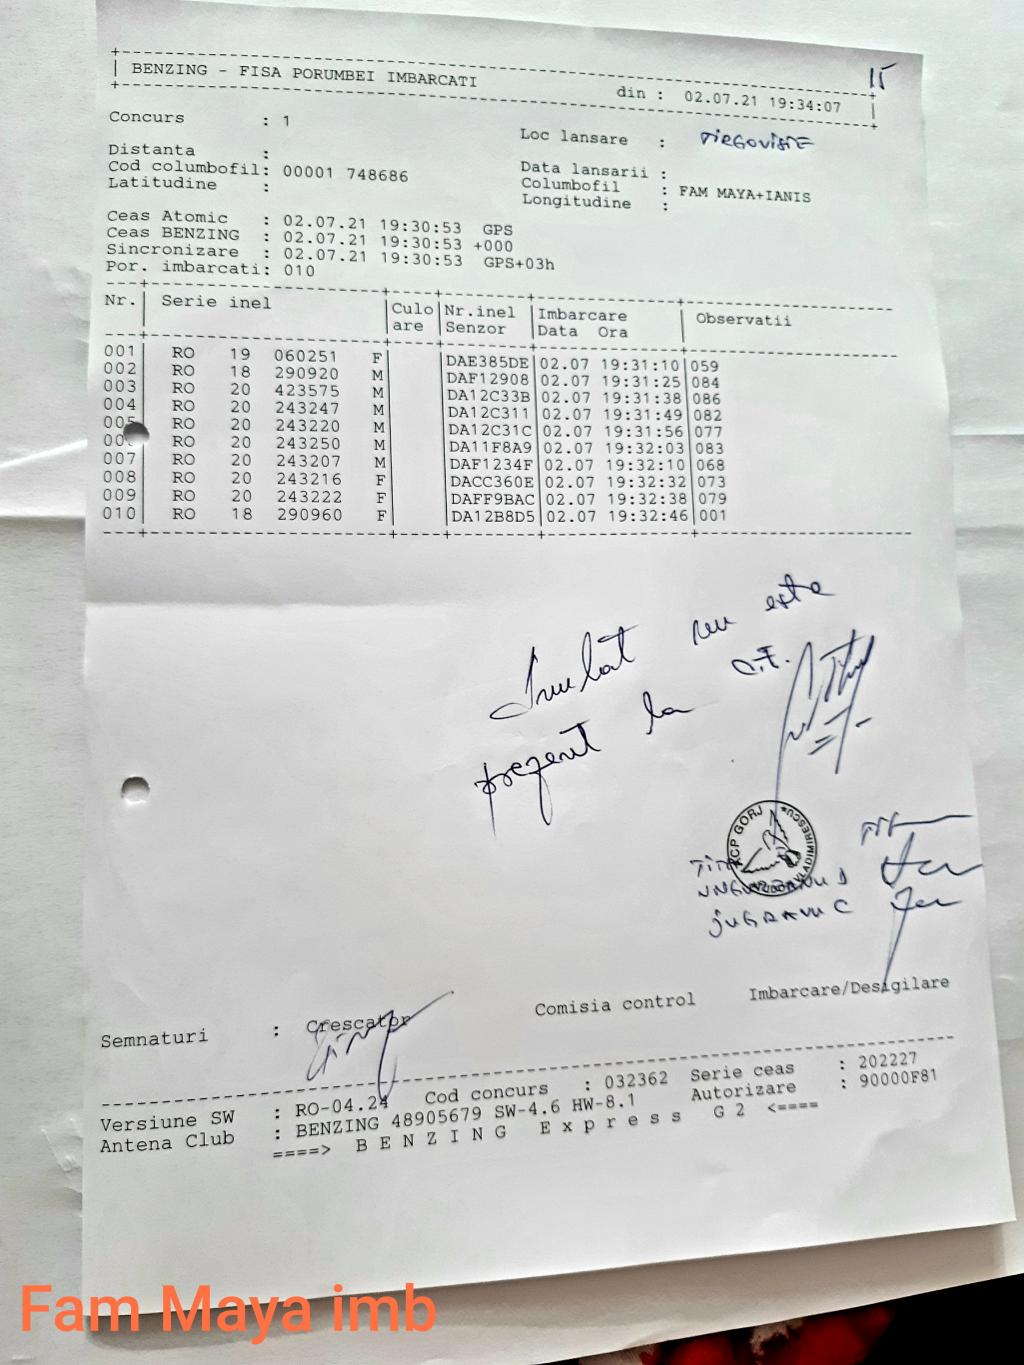 15
BENZING - FISA PORUMBEI IMBARCATI din : 02.07.21 19:34:07
Concurs : 1 Loc lansare : TIRGOVISTE
Distanta : Data lansarii :
Cod columbofil: 00001 748686 Columbofil : FAM MAYA+IANIS
Latitudine : Longitudine :
Ceas Atomic : 02.07.21 19:30:53 GPS
Ceas BENZING : 02.07.21 19:30:53 +000
Sincronizare : 02.07.21 19:30:53 GPS+03h
Por. imbarcati: 010
Nr. Serie inel Culo Nr.inel Imbarcare Observatii
are Senzor Data Ora
001 RO 19 060251 F DAE385DE 02.07 19:31:10 059
002 RO 18 290920 M DAF12908 02.07 19:31:25 084
003 RO 20 423575 M DA12C33B 02.07 19:31:38 086
004 RO 20 243247 M DA12C311 02.07 19:31:49 082
005 RO 20 243220 M DA12C31C 02.07 19:31:56 077
00 RO 20 243250 M DA11F8A9 02.07 19:32:03 083
007 RO 20 243207 M DAF1234F 02.07 19:32:10 068
008 RO 20 243216 F DACC360E 02.07 19:32:32 073
009 RO 20 243222 F DAFF9BAC 02.07 19:32:38 079
010 RO 18 290960 F DA12B8D5 02.07 19:32:46 001
nu este
prezent la
ACP GORJ
TUDOR VLADIMIRESCU
Semnaturi : Crescator Comisia control Imbarcare/Desigilare
Versiune SW : RO-04.24 Cod concurs : 032362 Serie ceas : 202227
Antena Club : BENZING 48905679 SW-4.6 HW-8.1 Autorizare : 90000F81
====> B E N Z I N G E x p r e s s G 2 <====
Fam Maya imb